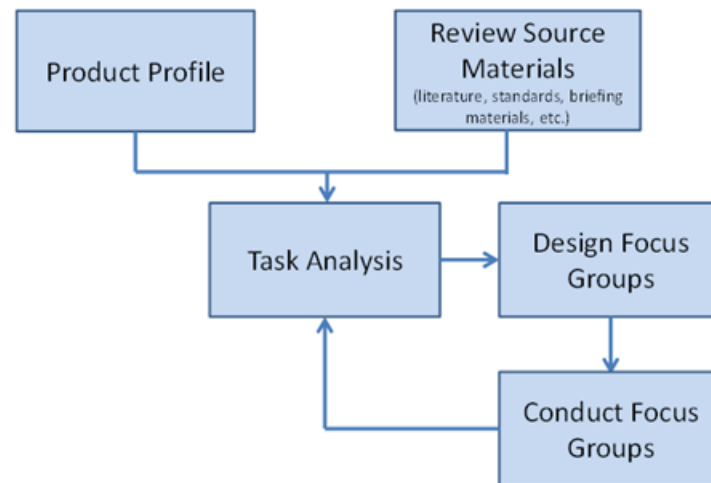 Product Profile
Review Source
Materials
(literature, standards, briefing
materials, etc.)
Task Analysis
Design Focus
Groups
Conduct Focus
Groups